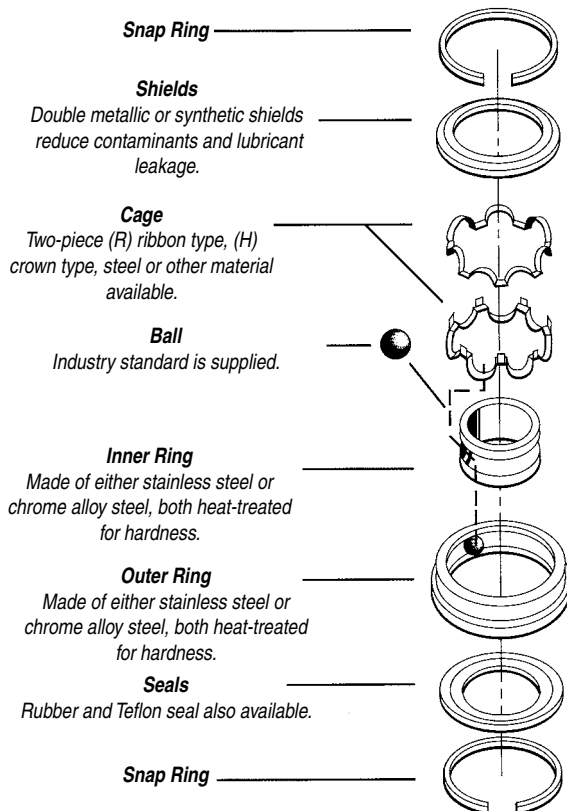 Snap Ring
Shields
Double metallic or synthetic shields
reduce contaminants and lubricant
leakage.
Cage
Two-piece (R) ribbon type, (H)
crown type, steel or other material
available.
Ball
Industry standard is supplied.
Inner Ring
Made of either stainless steel or
chrome alloy steel, both heat-treated
for hardness.
Outer Ring
Made of either stainless steel or
chrome alloy steel, both heat-treated
for hardness.
Seals
Rubber and Teflon seal also available.
Snap Ring